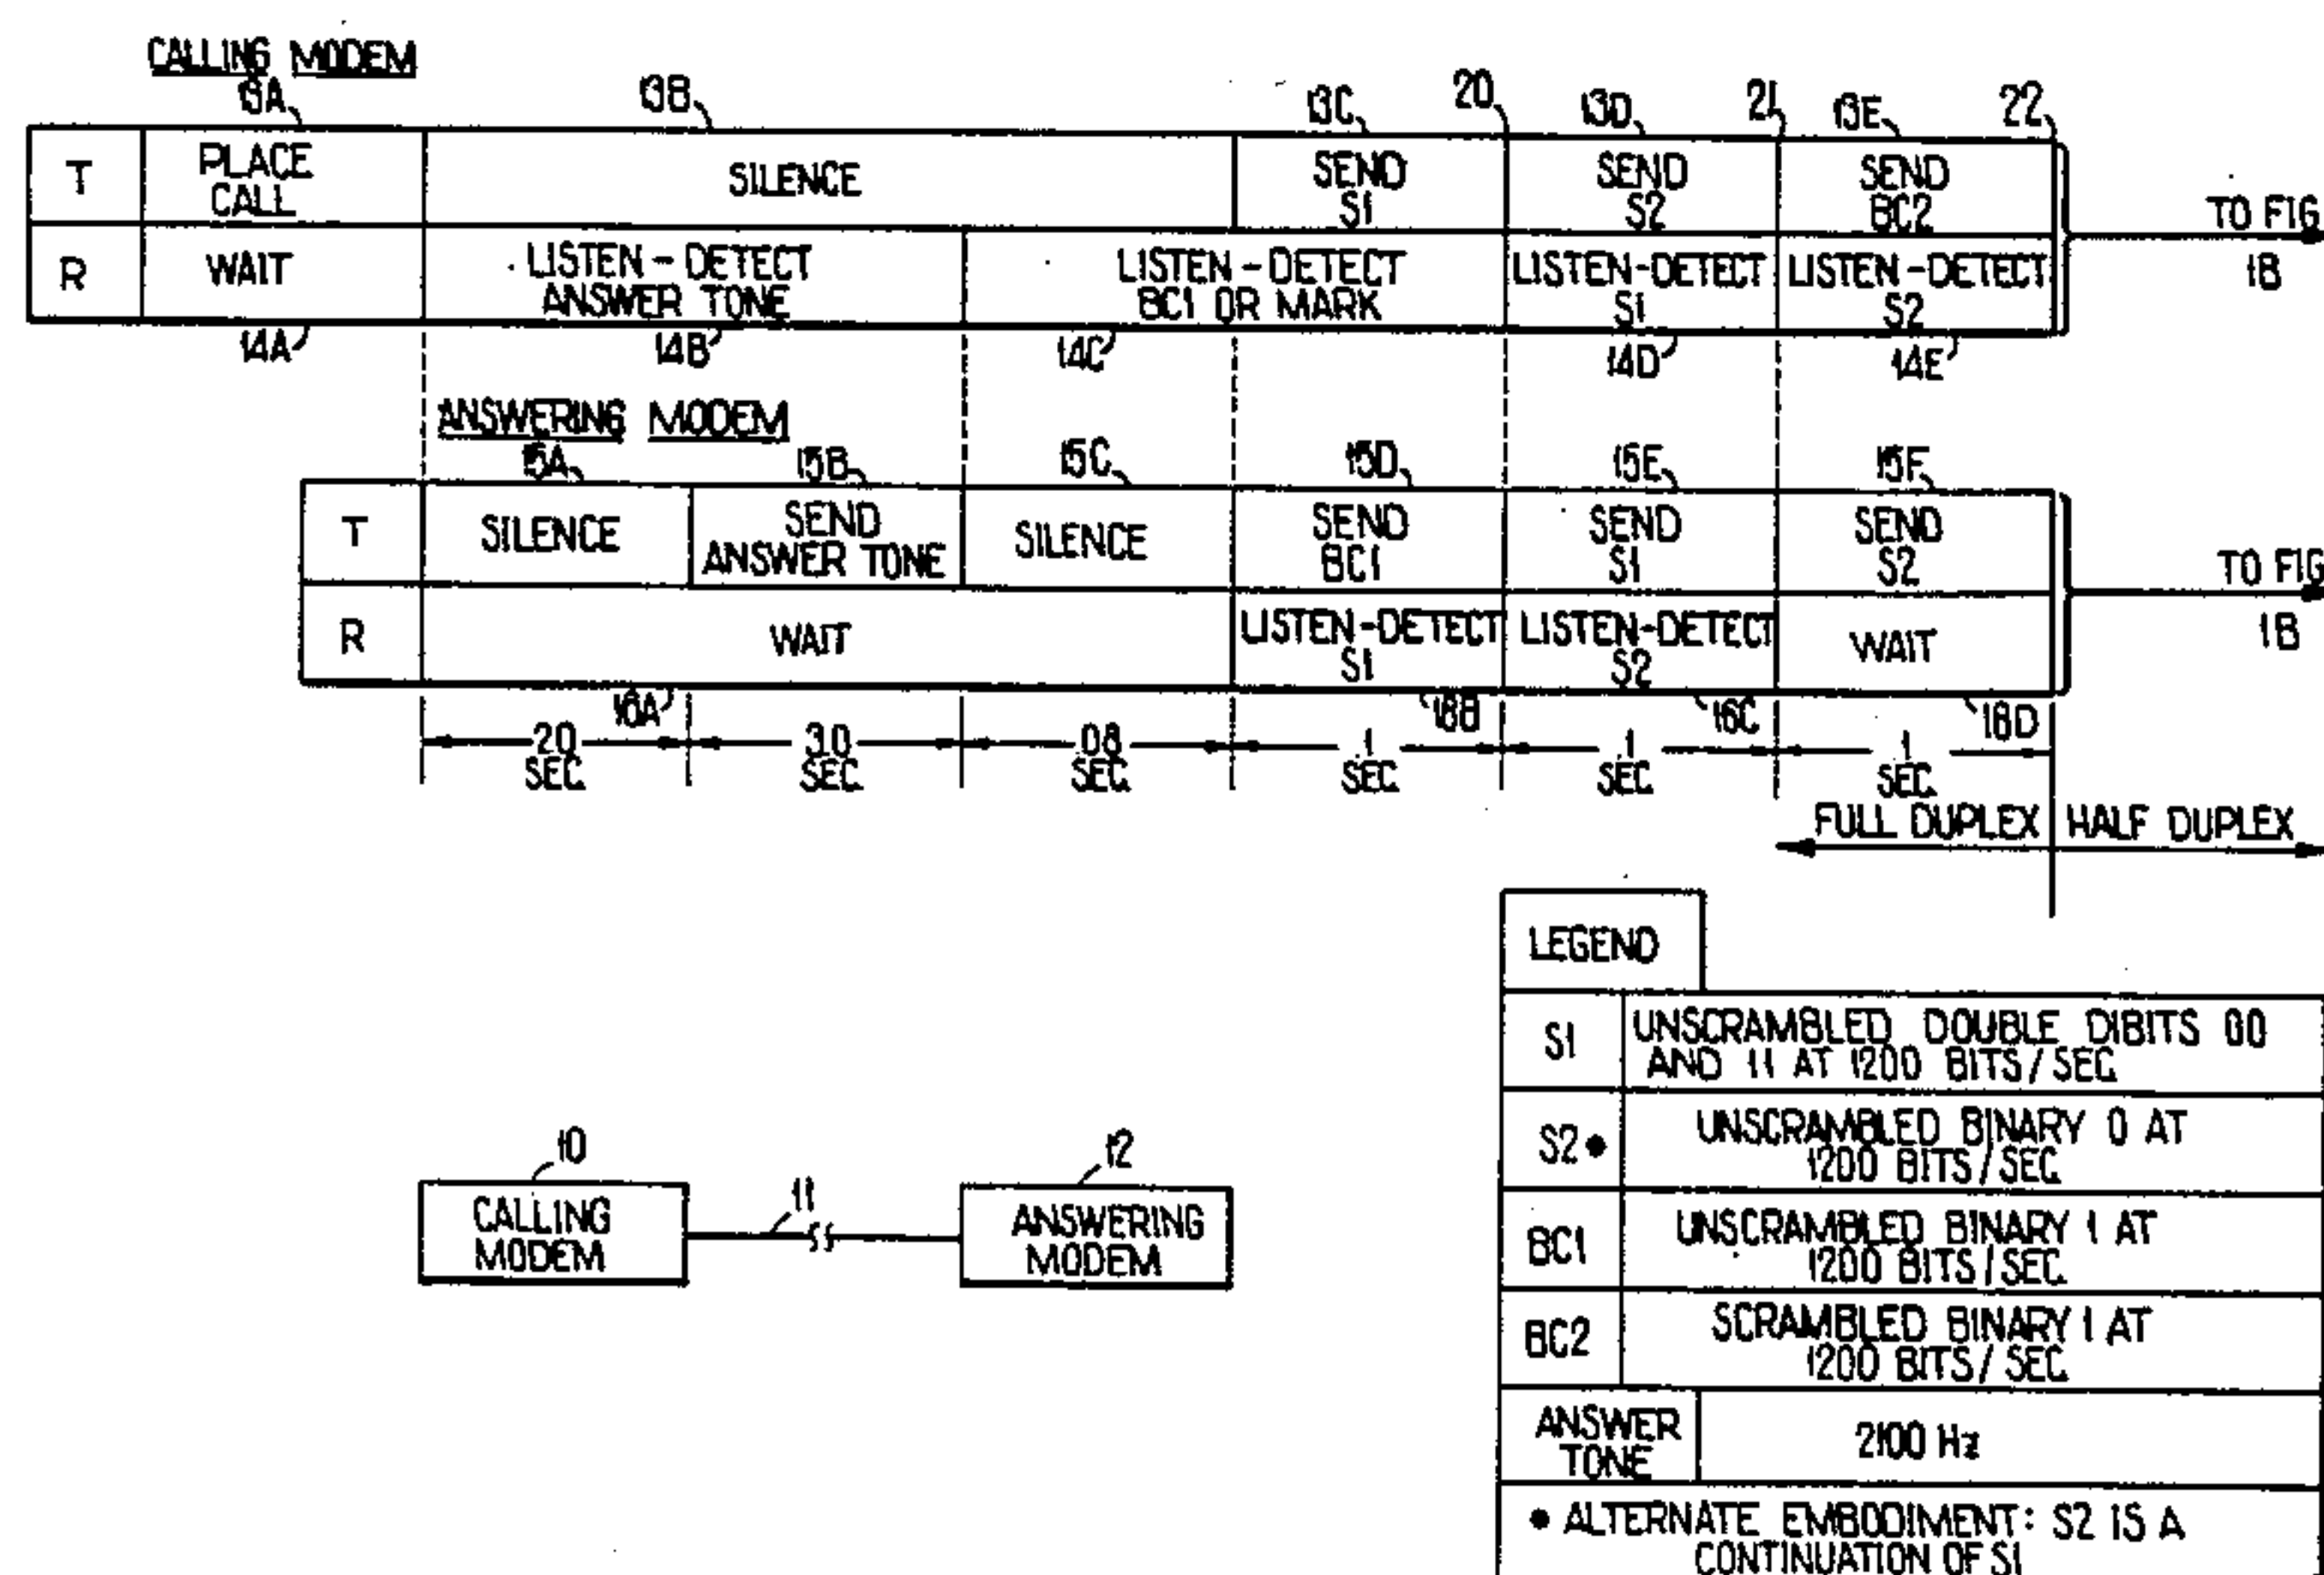 CALLING MODEM
13A
13B
13C
20
13D
21
13E
22
T
PLACE
CALL
SILENCE
SEND
S1
SEND
S2
SEND
BC2
TO FIG
1B
R
WAIT
LISTEN-DETECT
ANSWER TONE
LISTEN-DETECT
BC1 OR MARK
LISTEN-DETECT
S1
LISTEN-DETECT
S2
14A
14B
14C
14D
14E
ANSWERING MODEM
15A
15B
15C
15D
15E
15F
T
SILENCE
SEND
ANSWER TONE
SILENCE
SEND
BC1
SEND
S1
SEND
S2
TO FIG
1B
R
WAIT
LISTEN-DETECT
S1
LISTEN-DETECT
S2
WAIT
16A
16B
16C
16D
2.0
SEC.
3.0
SEC.
.08
SEC.
.1
SEC.
.1
SEC.
.1
SEC.
FULL DUPLEX
HALF DUPLEX
LEGEND
S1
UNSCRAMBLED DOUBLE DIBITS 00
AND 11 AT 1200 BITS/SEC.
S2•
UNSCRAMBLED BINARY 0 AT
1200 BITS/SEC.
BC1
UNSCRAMBLED BINARY 1 AT
1200 BITS/SEC.
BC2
SCRAMBLED BINARY 1 AT
1200 BITS/SEC.
ANSWER
TONE
2100 Hz
• ALTERNATE EMBODIMENT: S2 IS A
CONTINUATION OF S1
10
CALLING
MODEM
11
12
ANSWERING
MODEM